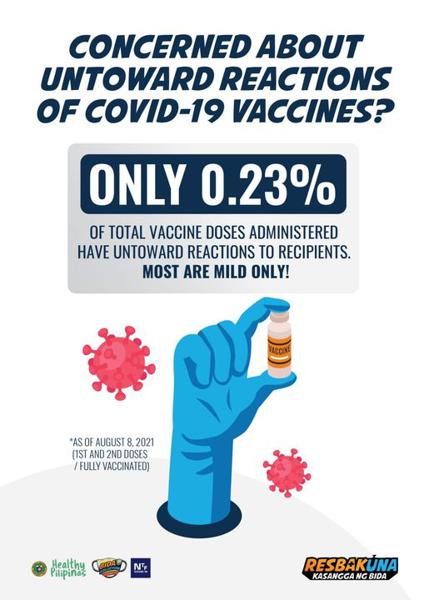 CONCERNED ABOUT
UNTOWARD REACTIONS
OF COVID-19 VACCINES?
ONLY 0.23%
OF TOTAL VACCINE DOSES ADMINISTERED
HAVE UNTOWARD REACTIONS TO RECIPIENTS.
MOST ARE MILD ONLY!
VACCINE
*AS OF AUGUST 8, 2021
(1ST AND 2ND DOSES
/ FULLY VACCINATED)
Healthy
Pilipinas
BIDA
RESBAKUNA
KASANGGA NG BIDA